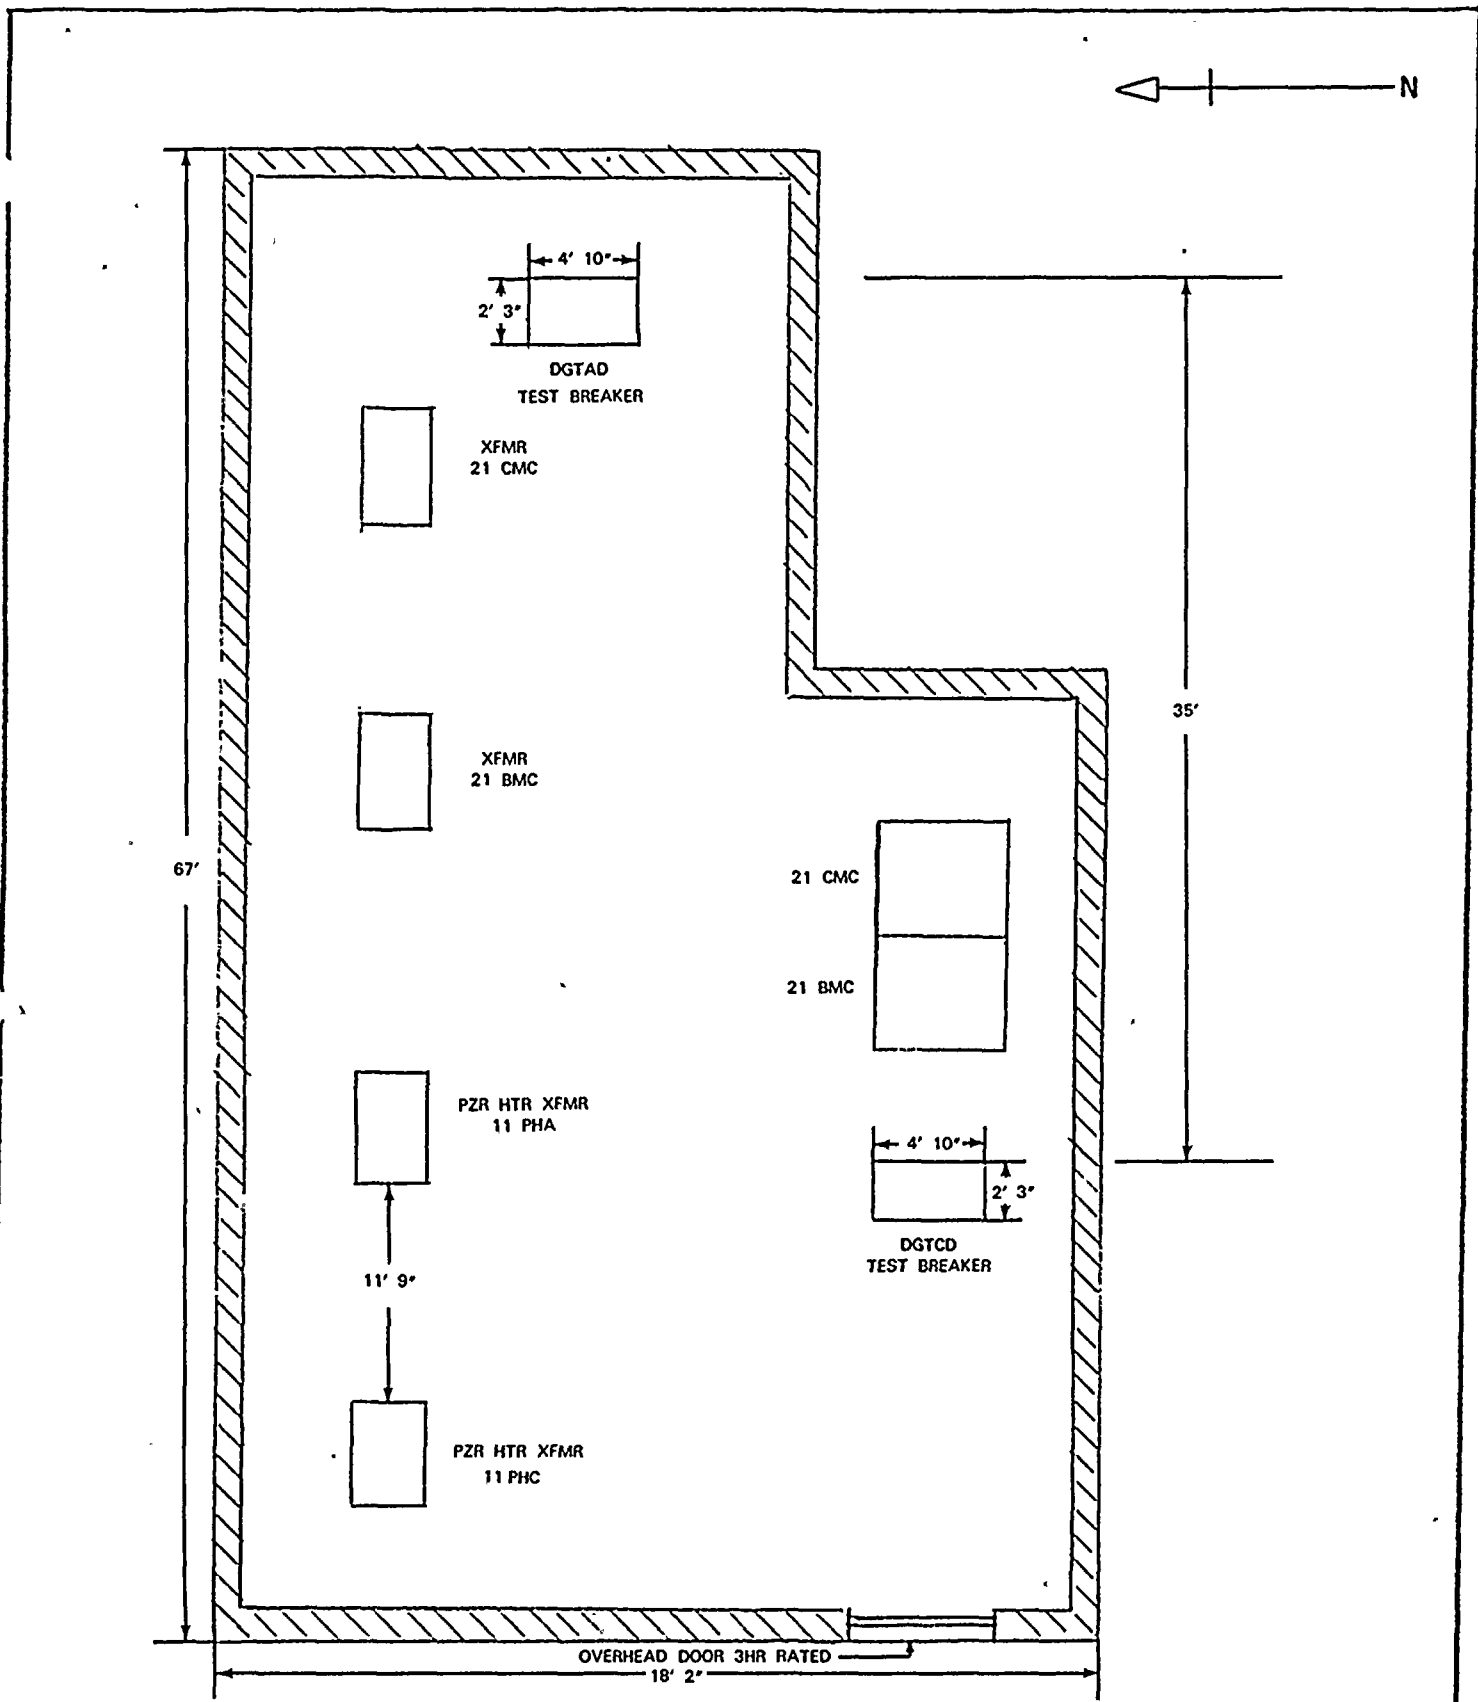 N
4' 10"
2' 3"
DGTAD
TEST BREAKER
XFMR
21 CMC
35'
XFMR
21 BMC
67'
21 CMC
21 BMC
PZR HTR XFMR
11 PHA
4' 10"
2' 3"
DGTCD
TEST BREAKER
11' 9"
PZR HTR XFMR
11 PHC
OVERHEAD DOOR 3HR RATED
18' 2"